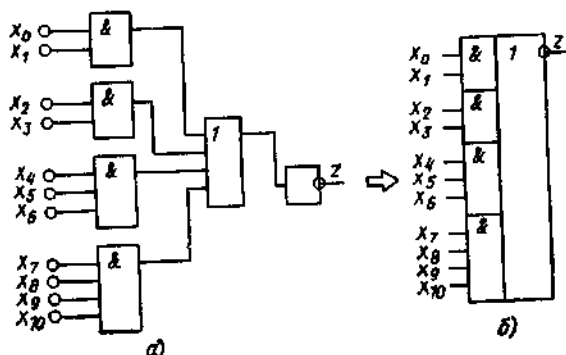 X₀
X₁
&
X₂
X₃
&
X₄
X₅
X₆
&
X₇
X₈
X₉
X₁₀
&
1
Z
а)
X₀
X₁
&
X₂
X₃
&
X₄
X₅
X₆
&
X₇
X₈
X₉
X₁₀
&
1
Z
б)